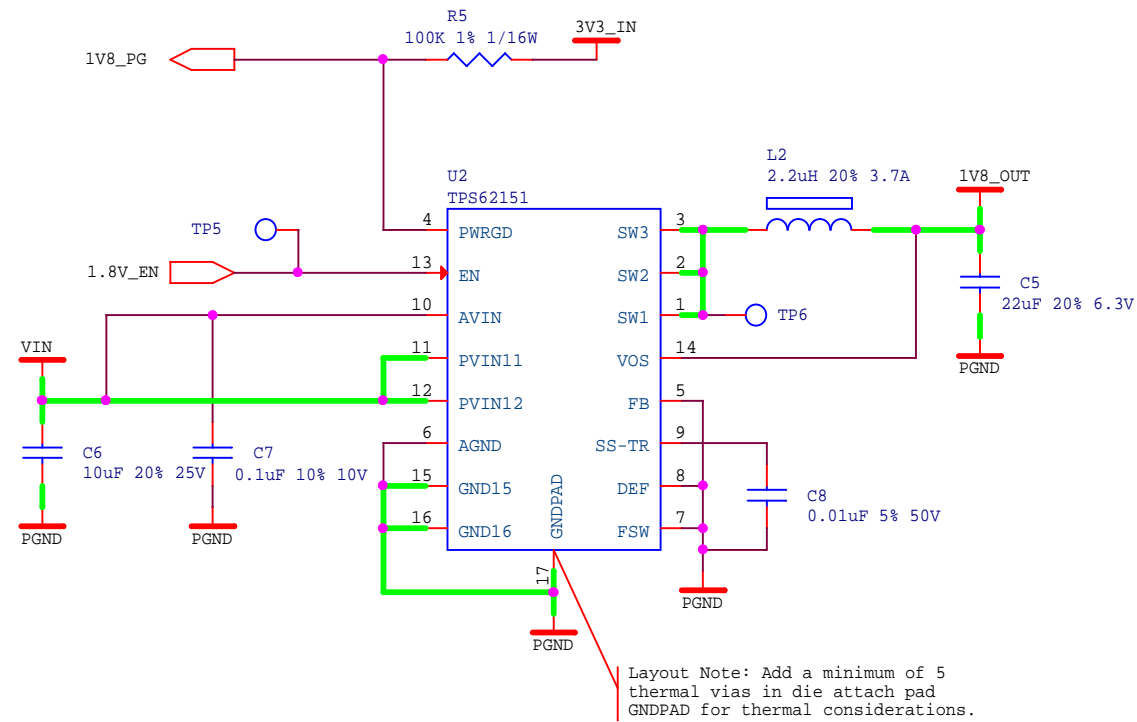 R5
100K 1% 1/16W
3V3_IN
1V8_PG
U2
TPS62151
L2
2.2uH 20% 3.7A
1V8_OUT
TP5
4
PWRGD
SW3
3
1.8V_EN
13
EN
SW2
2
C5
22uF 20% 6.3V
10
AVIN
SW1
1
TP6
VIN
11
PVIN11
VOS
14
PGND
12
PVIN12
FB
5
6
AGND
SS-TR
9
C6
10uF 20% 25V
C7
0.1uF 10% 10V
15
GND15
DEF
8
C8
0.01uF 5% 50V
16
GND16
GNDPAD
FSW
7
PGND
PGND
17
PGND
PGND
Layout Note: Add a minimum of 5
thermal vias in die attach pad
GNDPAD for thermal considerations.